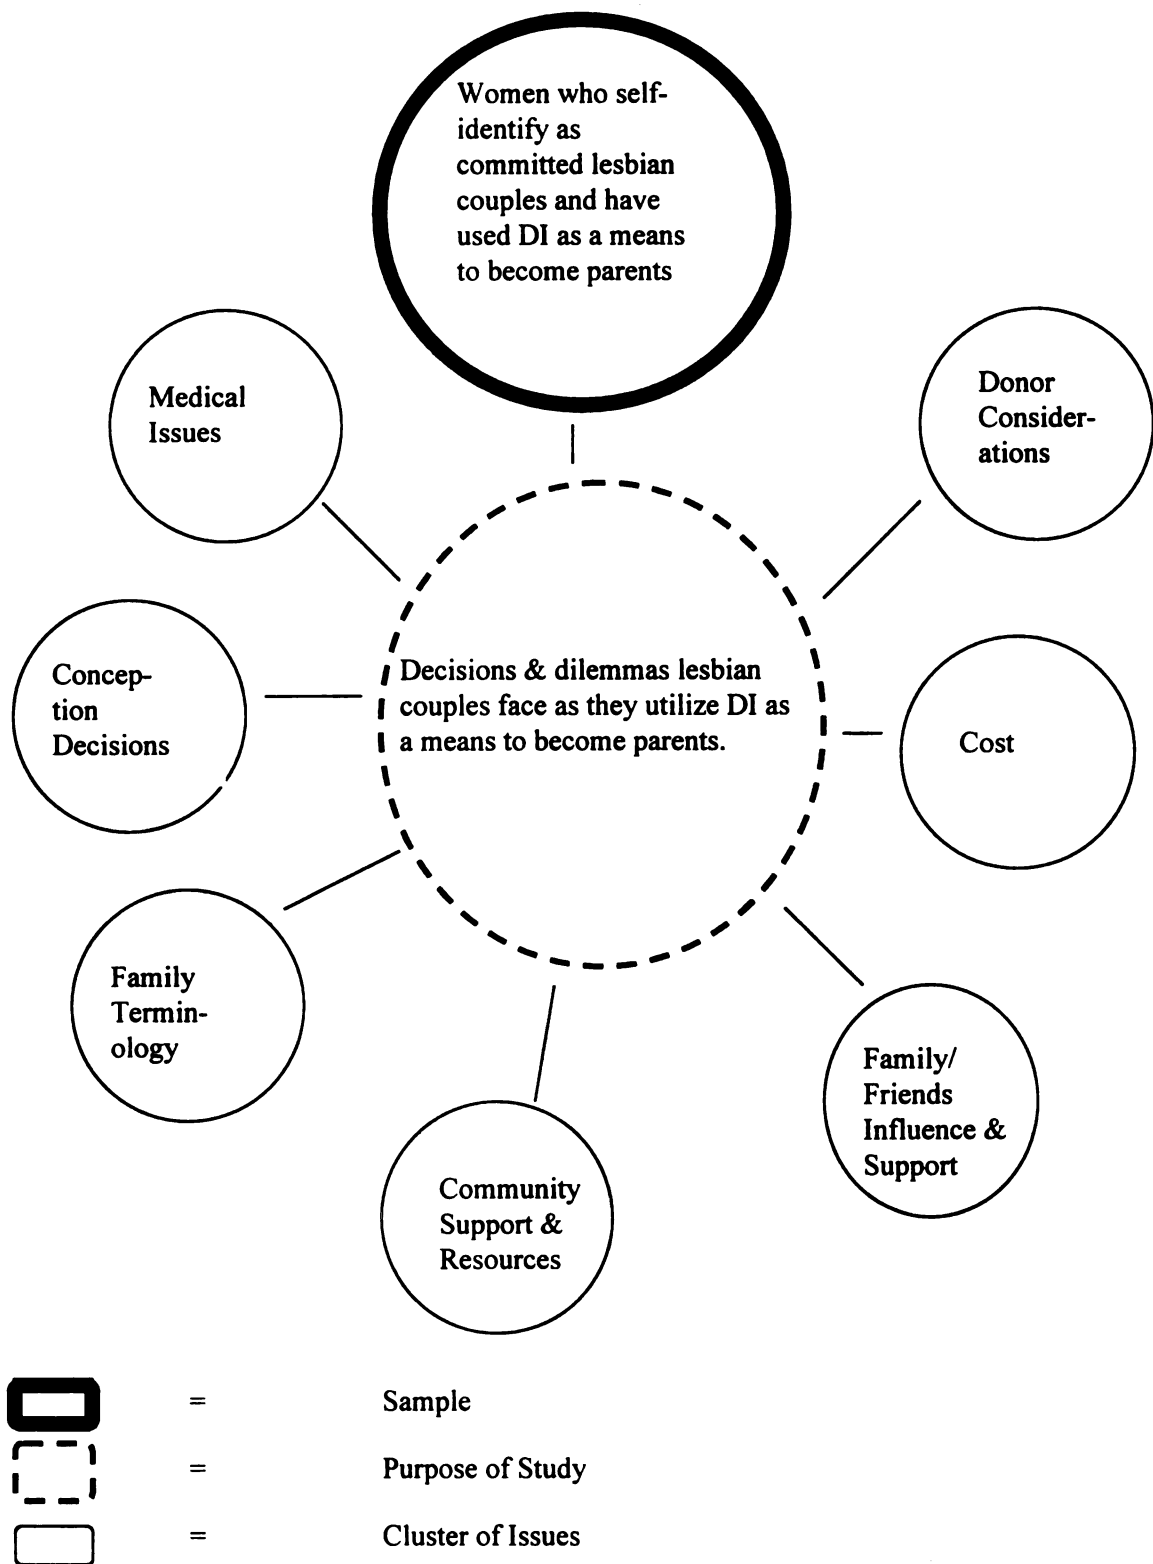 Women who self-
identify as
committed lesbian
couples and have
used DI as a means
to become parents
Medical
Issues
Donor
Consider-
ations
Decisions & dilemmas lesbian
couples face as they utilize DI as
a means to become parents.
Concep-
tion
Decisions
Cost
Family
Termin-
ology
Family/
Friends
Influence &
Support
Community
Support &
Resources
= Sample
= Purpose of Study
= Cluster of Issues